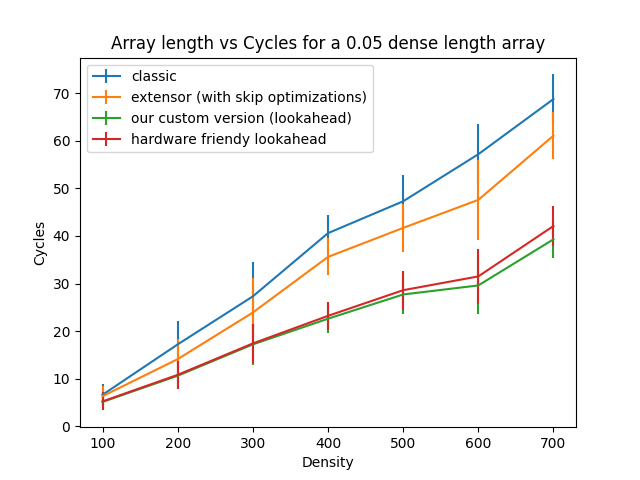 Array length vs Cycles for a 0.05 dense length array
classic
extensor (with skip optimizations)
our custom version (lookahead)
hardware friendy lookahead
Cycles
70
60
50
40
30
20
10
0
100 200 300 400 500 600 700
Density